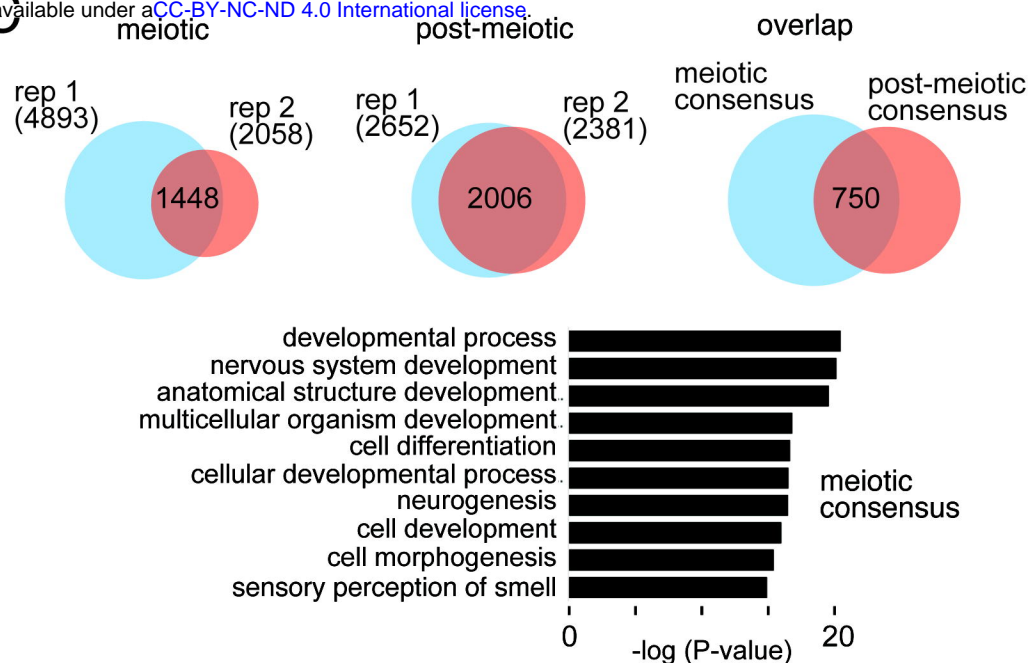 available under aCC-BY-NC-ND 4.0 International license.
meiotic
post-meiotic
overlap
rep 1
(4893)
rep 2
(2058)
1448
rep 1
(2652)
rep 2
(2381)
2006
meiotic
consensus
post-meiotic
consensus
750
developmental process
nervous system development
anatomical structure development..
multicellular organism development.
cell differentiation
cellular developmental process.
neurogenesis
cell development
cell morphogenesis
sensory perception of smell
meiotic
consensus
0
20
-log (P-value)